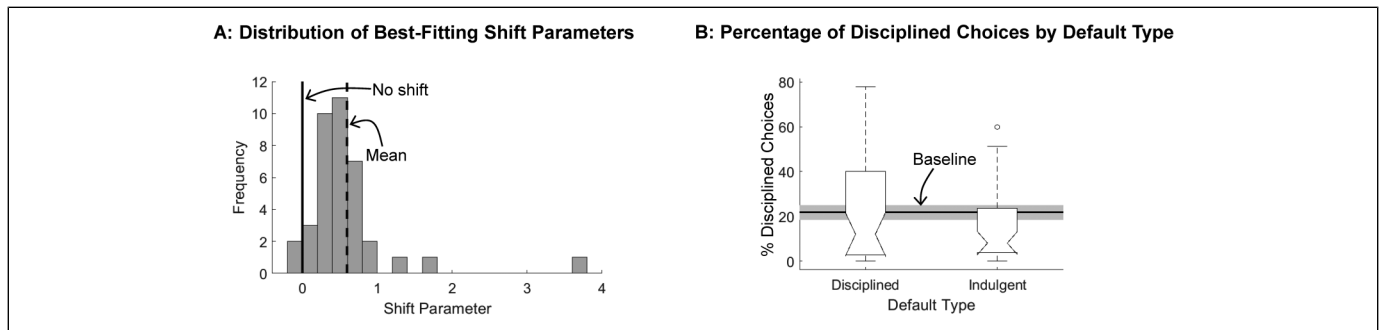 A: Distribution of Best-Fitting Shift Parameters
12
10
8
6
4
2
0
Frequency
No shift
Mean
0
1
2
3
4
Shift Parameter
B: Percentage of Disciplined Choices by Default Type
80
60
40
20
0
% Disciplined Choices
Baseline
Disciplined
Indulgent
Default Type